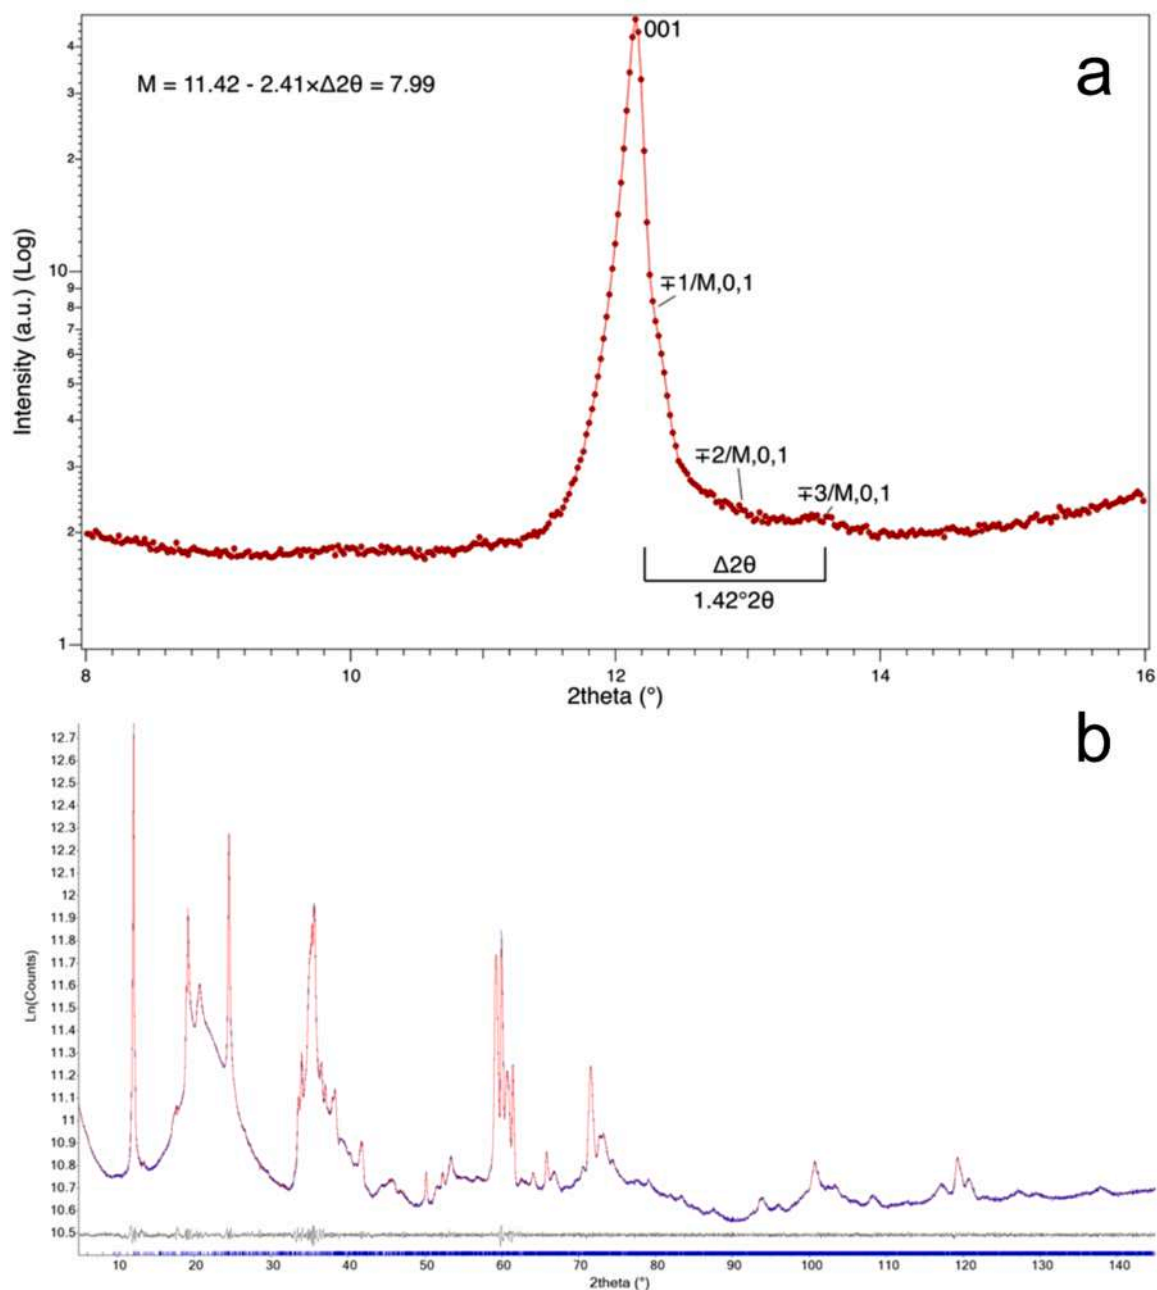 a
001
M = 11.42 - 2.41×Δ2θ = 7.99
∓1/M,0,1
∓2/M,0,1
∓3/M,0,1
Δ2θ
1.42°2θ
Intensity (a.u.) (Log)
4
3
2
10
9
8
7
6
5
4
3
2
1
8 10 12 14 16
2theta (°)
b
12.7
12.6
12.5
12.4
12.3
12.2
12.1
12
11.9
11.8
11.7
11.6
11.5
11.4
11.3
11.2
11.1
11
10.9
10.8
10.7
10.6
10.5
Ln(Counts)
10 20 30 40 50 60 70 80 90 100 110 120 130 140
2theta (°)